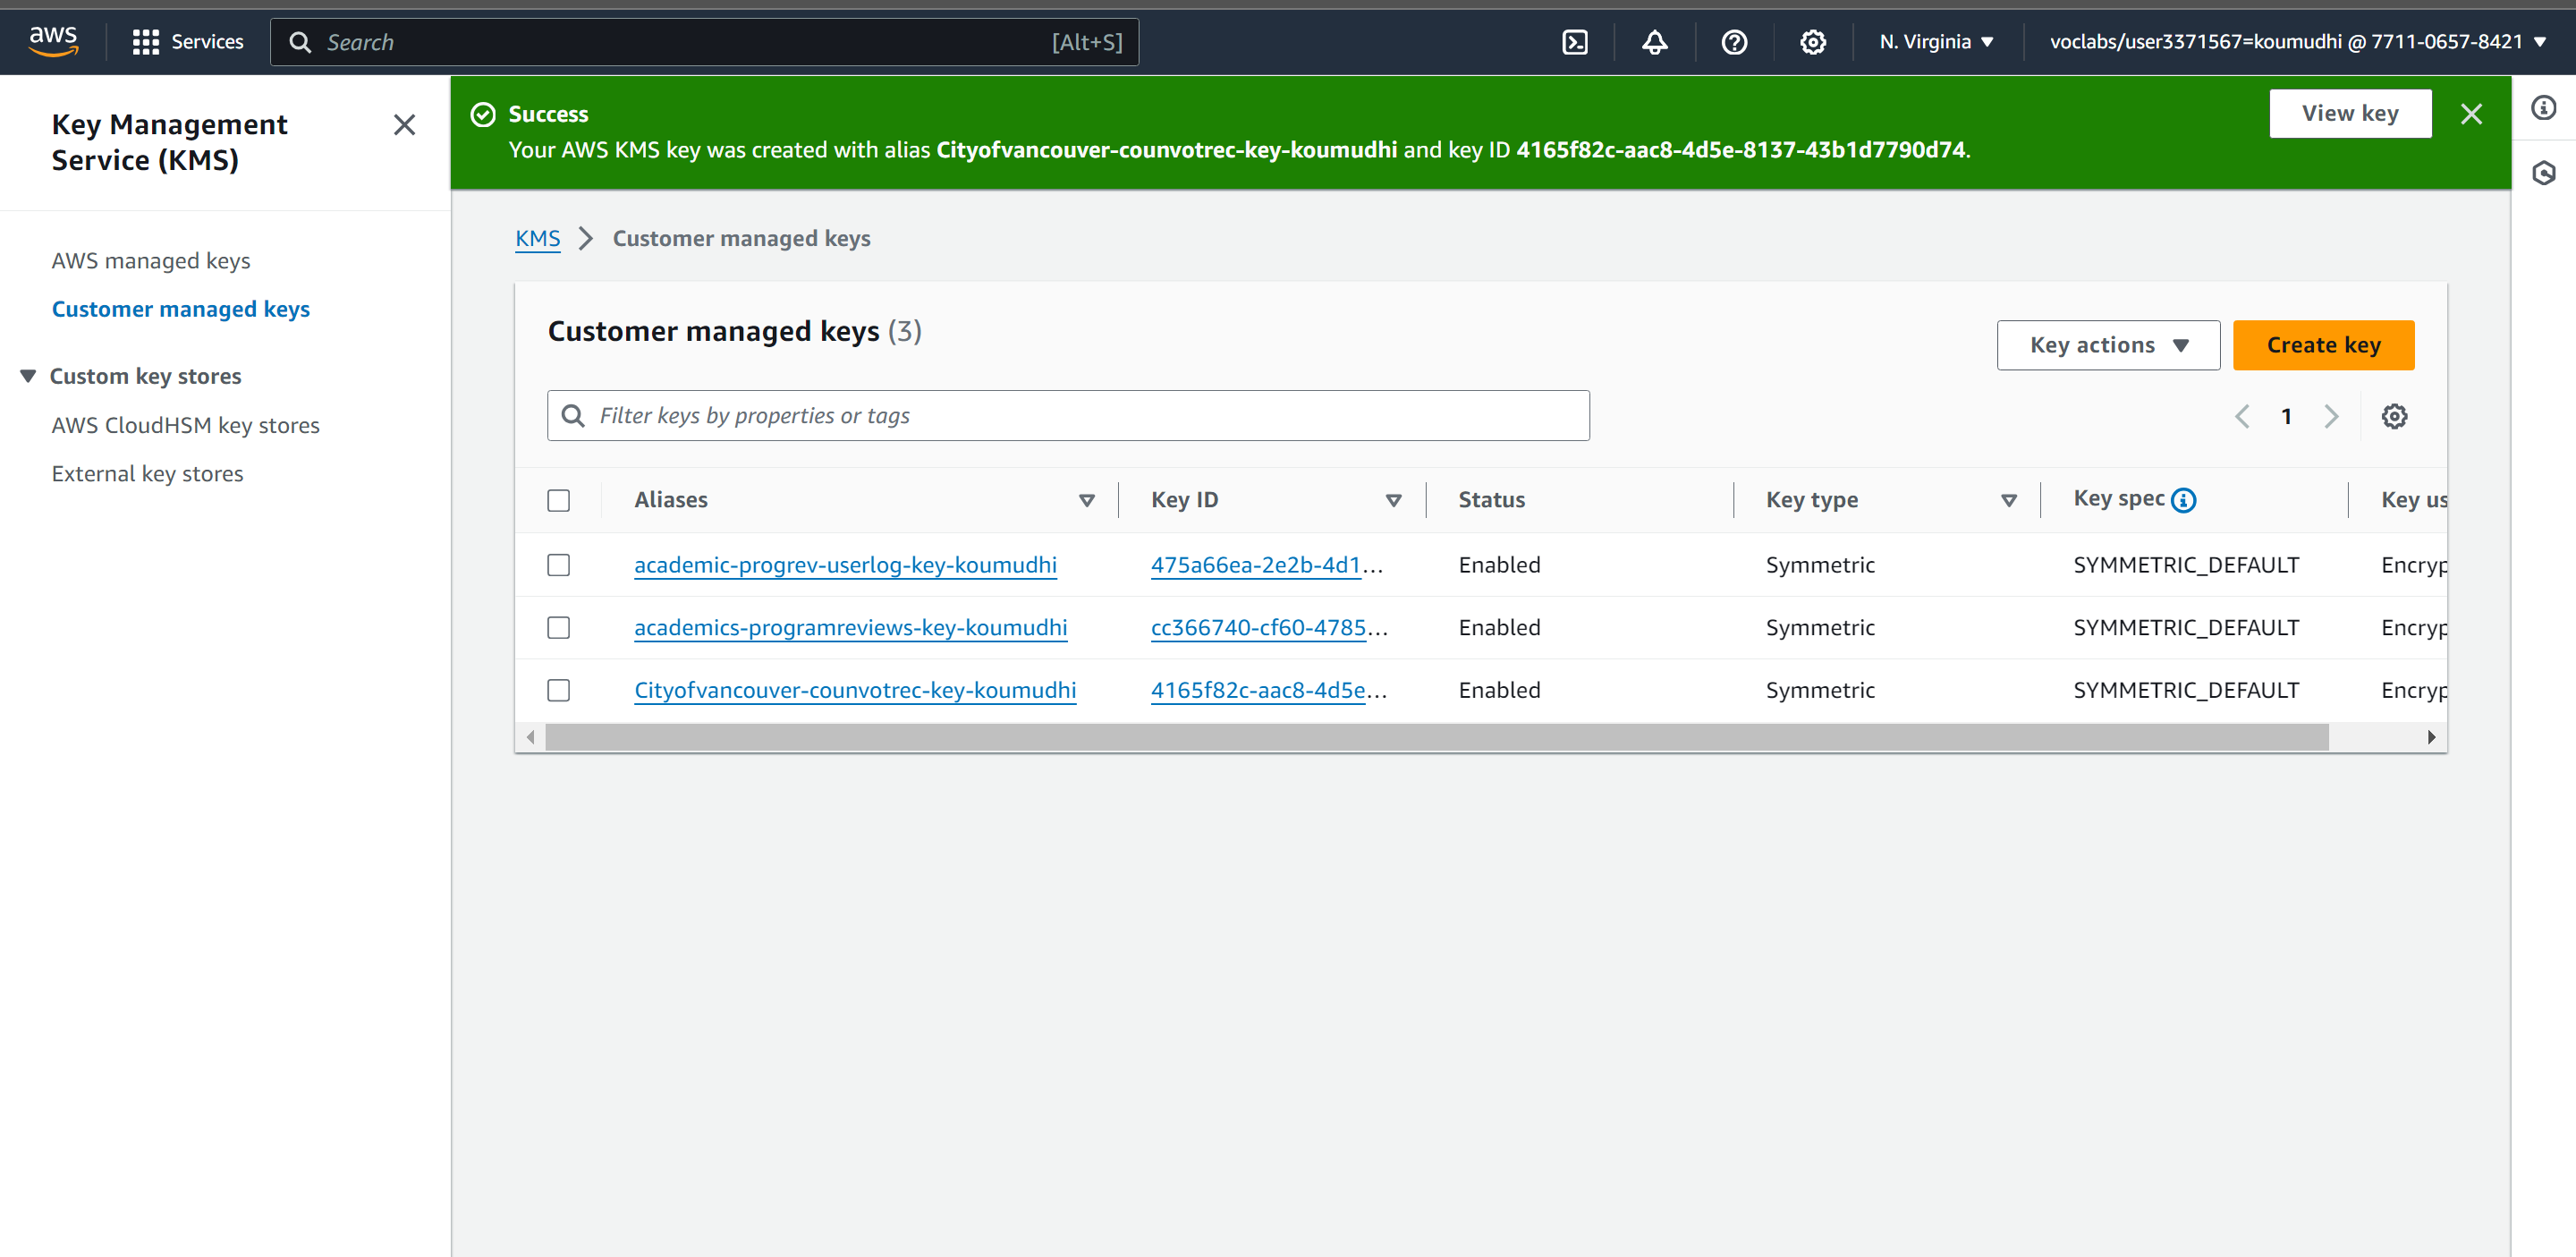 aws
Services
Search
[Alt+S]
N. Virginia
voclabs/user3371567=koumudhi @ 7711-0657-8421
Key Management
Service (KMS)
AWS managed keys
Customer managed keys
Custom key stores
AWS CloudHSM key stores
External key stores
Success
Your AWS KMS key was created with alias Cityofvancouver-counvotrec-key-koumudhi and key ID 4165f82c-aac8-4d5e-8137-43b1d7790d74.
View key
KMS
Customer managed keys
Customer managed keys (3)
Key actions
Create key
Filter keys by properties or tags
1
Aliases Key ID Status Key type Key spec Key us
academic-progrev-userlog-key-koumudhi 475a66ea-2e2b-4d1... Enabled Symmetric SYMMETRIC_DEFAULT Encryp
academics-programreviews-key-koumudhi cc366740-cf60-4785... Enabled Symmetric SYMMETRIC_DEFAULT Encryp
Cityofvancouver-counvotrec-key-koumudhi 4165f82c-aac8-4d5e... Enabled Symmetric SYMMETRIC_DEFAULT Encryp